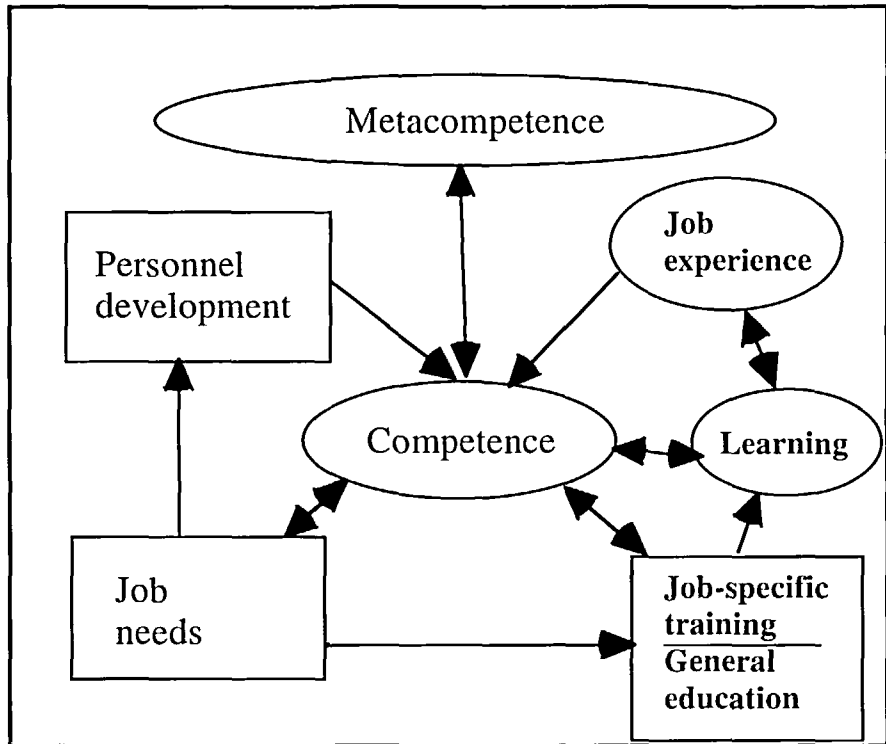 Metacompetence
Job
experience
Personnel
development
Competence
Learning
Job
needs
Job-specific
training
General
education